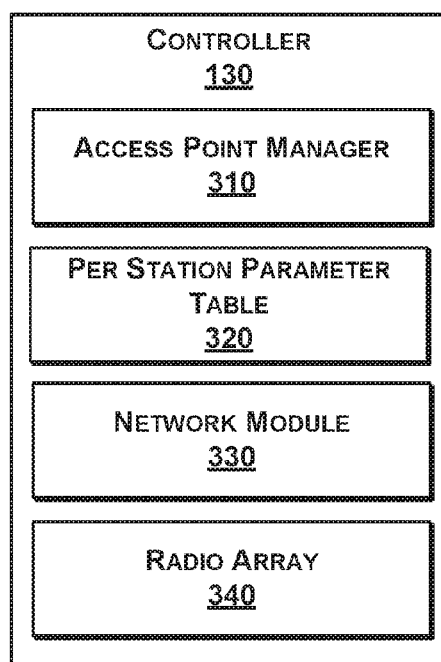 CONTROLLER
130
ACCESS POINT MANAGER
310
PER STATION PARAMETER
TABLE
320
NETWORK MODULE
330
RADIO ARRAY
340